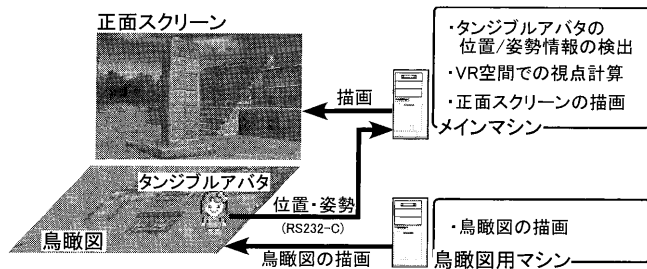 正面スクリーン
・タンジブルアバタの
位置/姿勢情報の検出
・VR空間での視点計算
・正面スクリーンの描画
メインマシン
描画
タンジブルアバタ
位置・姿勢
(RS232-C)
鳥瞰図
鳥瞰図の描画
・鳥瞰図の描画
鳥瞰図用マシン